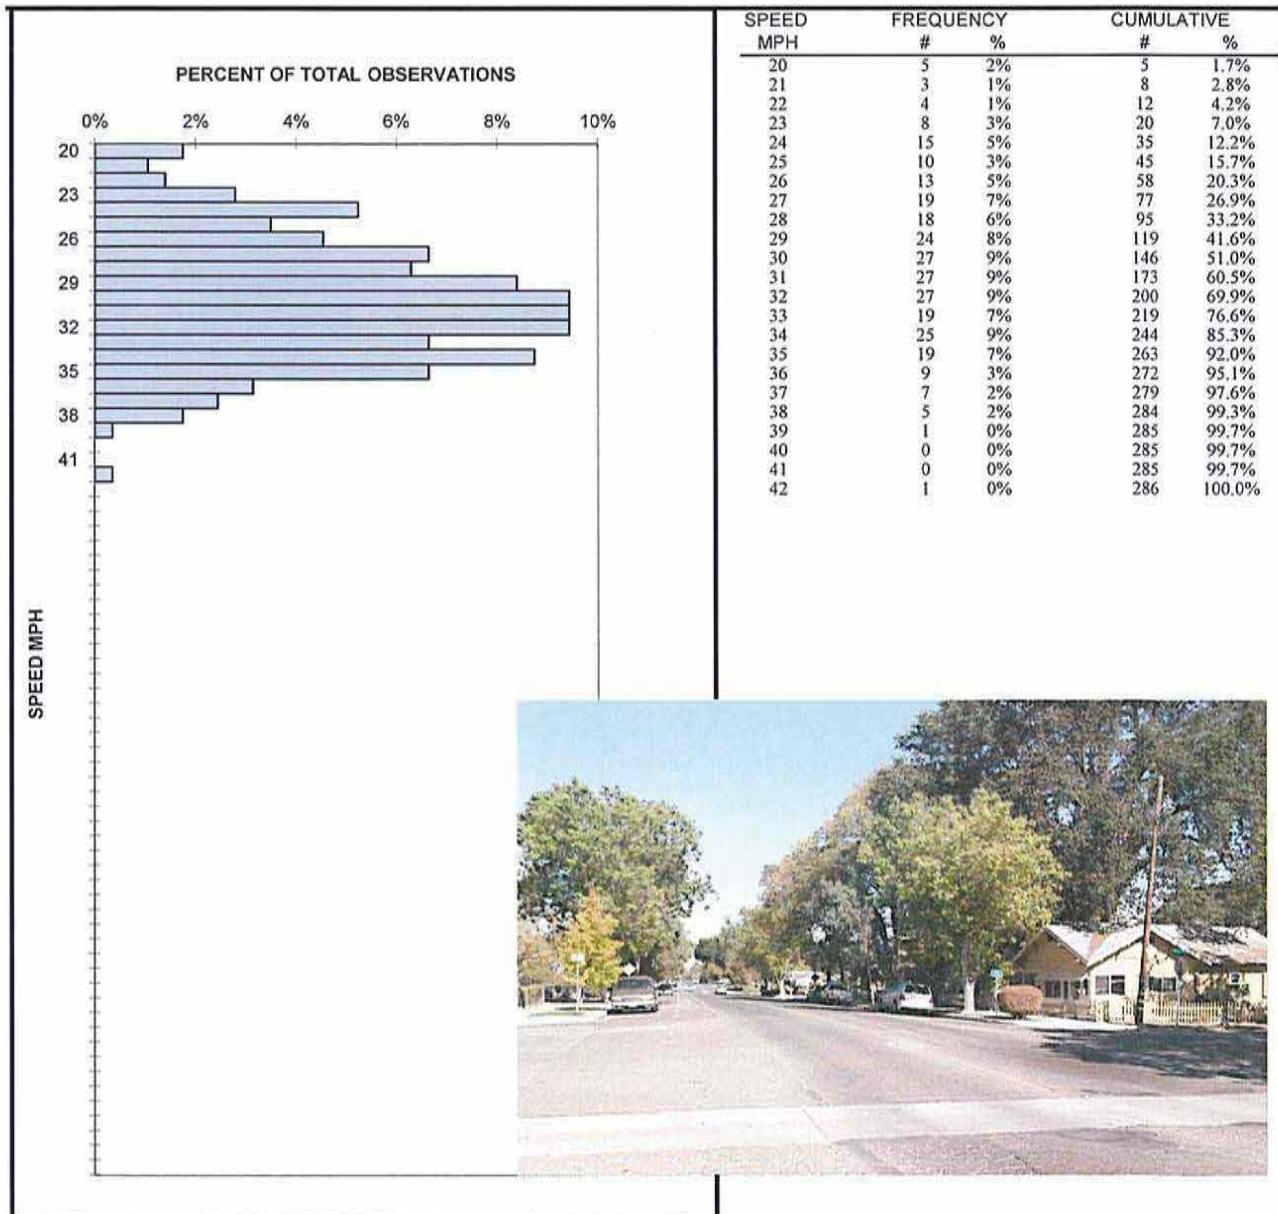 PERCENT OF TOTAL OBSERVATIONS
0% 2% 4% 6% 8% 10%
20
23
26
29
32
35
38
41
SPEED MPH
SPEED FREQUENCY CUMULATIVE
MPH # % # %
20 5 2% 5 1.7%
21 3 1% 8 2.8%
22 4 1% 12 4.2%
23 8 3% 20 7.0%
24 15 5% 35 12.2%
25 10 3% 45 15.7%
26 13 5% 58 20.3%
27 19 7% 77 26.9%
28 18 6% 95 33.2%
29 24 8% 119 41.6%
30 27 9% 146 51.0%
31 27 9% 173 60.5%
32 27 9% 200 69.9%
33 19 7% 219 76.6%
34 25 9% 244 85.3%
35 19 7% 263 92.0%
36 9 3% 272 95.1%
37 7 2% 279 97.6%
38 5 2% 284 99.3%
39 1 0% 285 99.7%
40 0 0% 285 99.7%
41 0 0% 285 99.7%
42 1 0% 286 100.0%